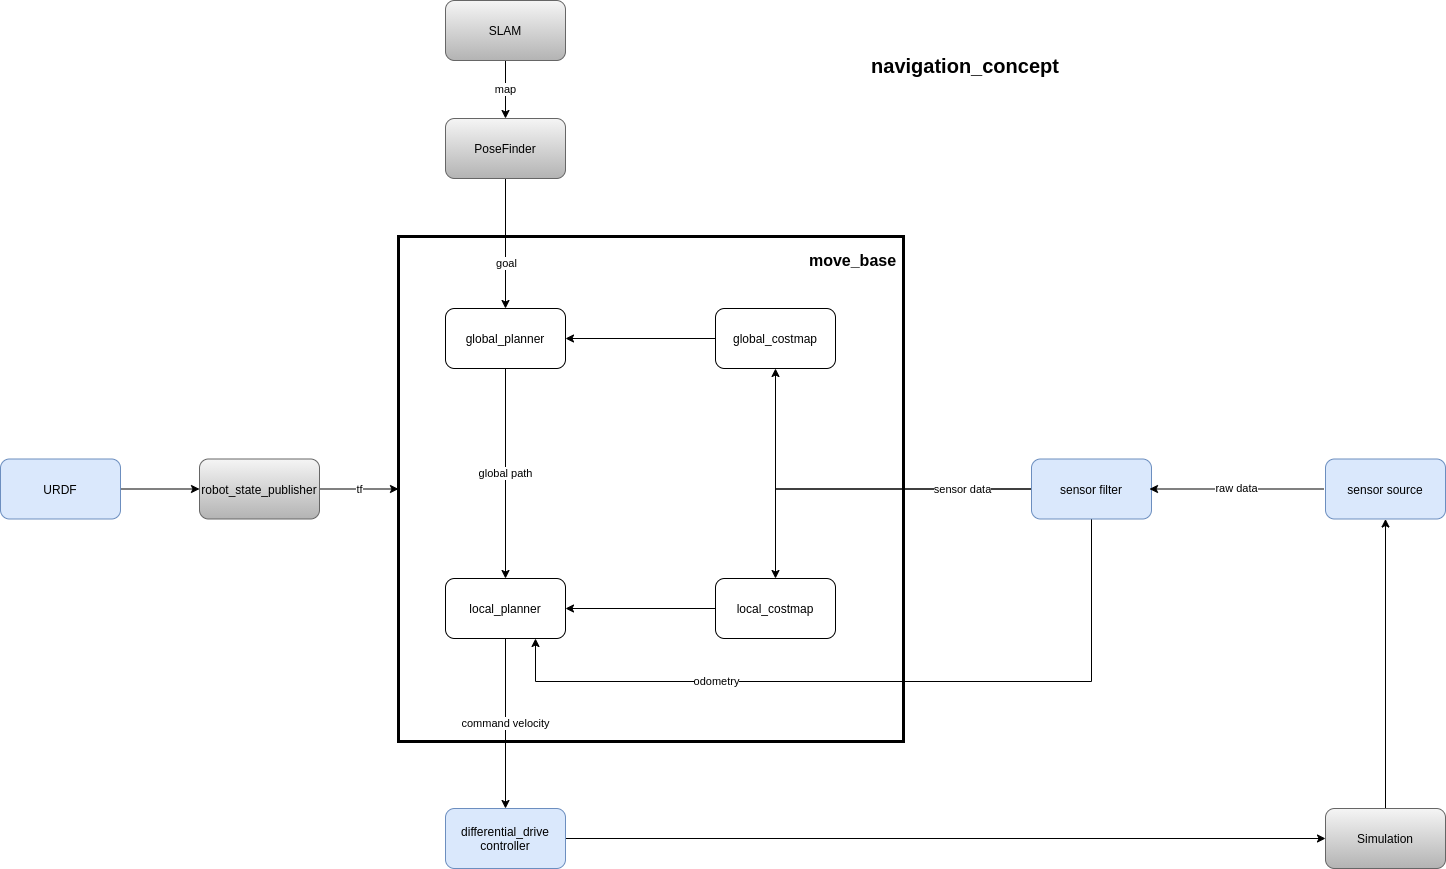 SLAM
navigation_concept
map
PoseFinder
goal
move_base
global_planner
global_costmap
global path
URDF
robot_state_publisher
tf
sensor data
sensor filter
raw data
sensor source
local_planner
local_costmap
odometry
command velocity
differential_drive
controller
Simulation